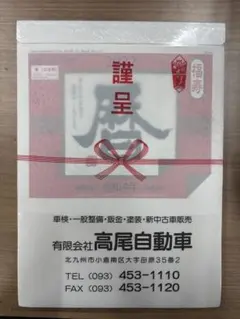 謹呈
暦
車検・一般整備・鈑金・塗装・新中古車販売
有限会社 高尾自動車
北九州市小倉南区大字田原35番2
TEL (093) 453-1110
FAX (093) 453-1120